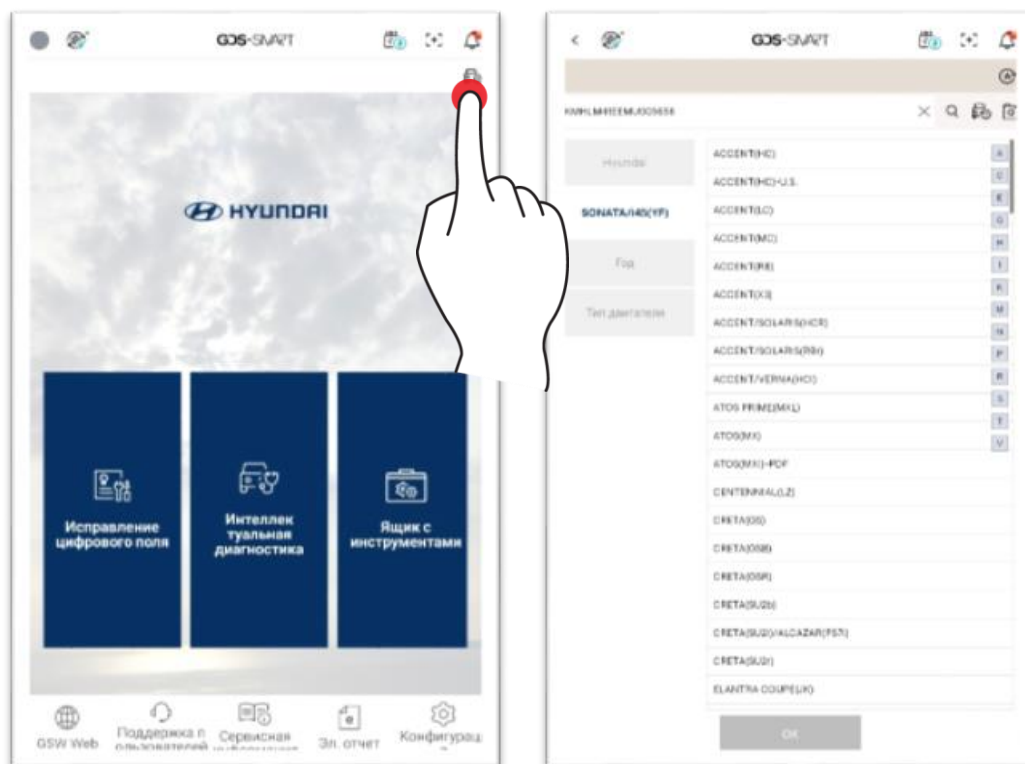 GDS-SMART
HYUNDAI
Исправление
цифрового поля
Интеллек
туальная
диагностика
Ящик с
инструментами
GSW Web
Поддержка п
ользователей
Сервисная
Эл. отчет
Конфигурац
GDS-SMART
Hyundai
SONATA/I45(YF)
Год
Тип двигателя
ACCENT(HC)
ACCENT(HC)-U.S.
ACCENT(LC)
ACCENT(MC)
ACCENT(RB)
ACCENT(X3)
ACCENT/SOLARIS(HCR)
ACCENT/SOLARIS(RBr)
ACCENT/VERNA(HCI)
ATOS PRIME(MXL)
ATOS(MX)
ATOS(MXI)-PDF
CENTENNIAL(LZ)
CRETA(GS)
CRETA(GSB)
CRETA(GSR)
CRETA(SU2b)
CRETA(SU2i)/ALCAZAR(FS7i)
CRETA(SU2r)
ELANTRA COUPE(JK)
A
C
E
G
H
I
K
M
N
P
R
S
T
V
OK